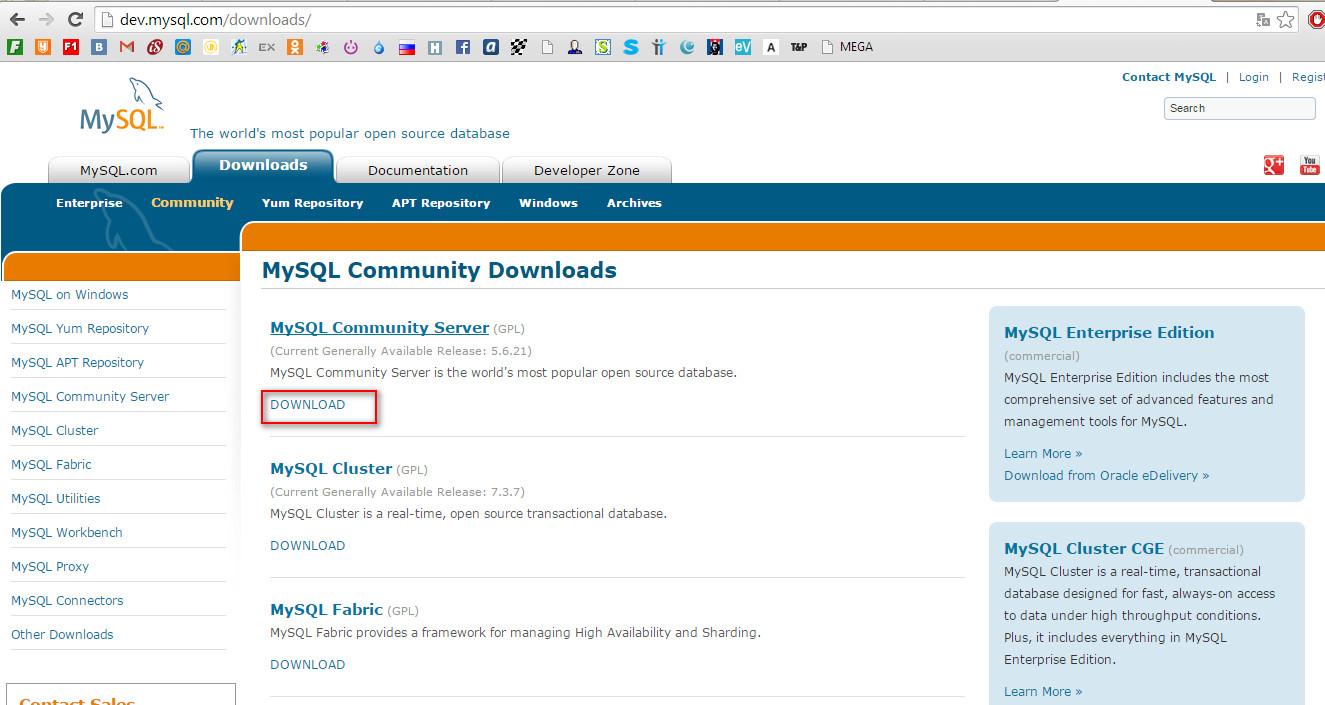 dev.mysql.com/downloads/
F1 B EX H f a S S eV A T&P MEGA
Contact MySQL | Login | Regist
Search
MySQL™
The world's most popular open source database
MySQL.com Downloads Documentation Developer Zone
g+ You Tube
Enterprise Community Yum Repository APT Repository Windows Archives
MySQL Community Downloads
MySQL on Windows
MySQL Yum Repository
MySQL APT Repository
MySQL Community Server
MySQL Cluster
MySQL Fabric
MySQL Utilities
MySQL Workbench
MySQL Proxy
MySQL Connectors
Other Downloads
Contact Sales
MySQL Community Server (GPL)
(Current Generally Available Release: 5.6.21)
MySQL Community Server is the world's most popular open source database.
DOWNLOAD
MySQL Cluster (GPL)
(Current Generally Available Release: 7.3.7)
MySQL Cluster is a real-time, open source transactional database.
DOWNLOAD
MySQL Fabric (GPL)
MySQL Fabric provides a framework for managing High Availability and Sharding.
DOWNLOAD
MySQL Enterprise Edition
(commercial)
MySQL Enterprise Edition includes the most
comprehensive set of advanced features and
management tools for MySQL.
Learn More »
Download from Oracle eDelivery »
MySQL Cluster CGE (commercial)
MySQL Cluster is a real-time, transactional
database designed for fast, always-on access
to data under high throughput conditions.
Plus, it includes everything in MySQL
Enterprise Edition.
Learn More »